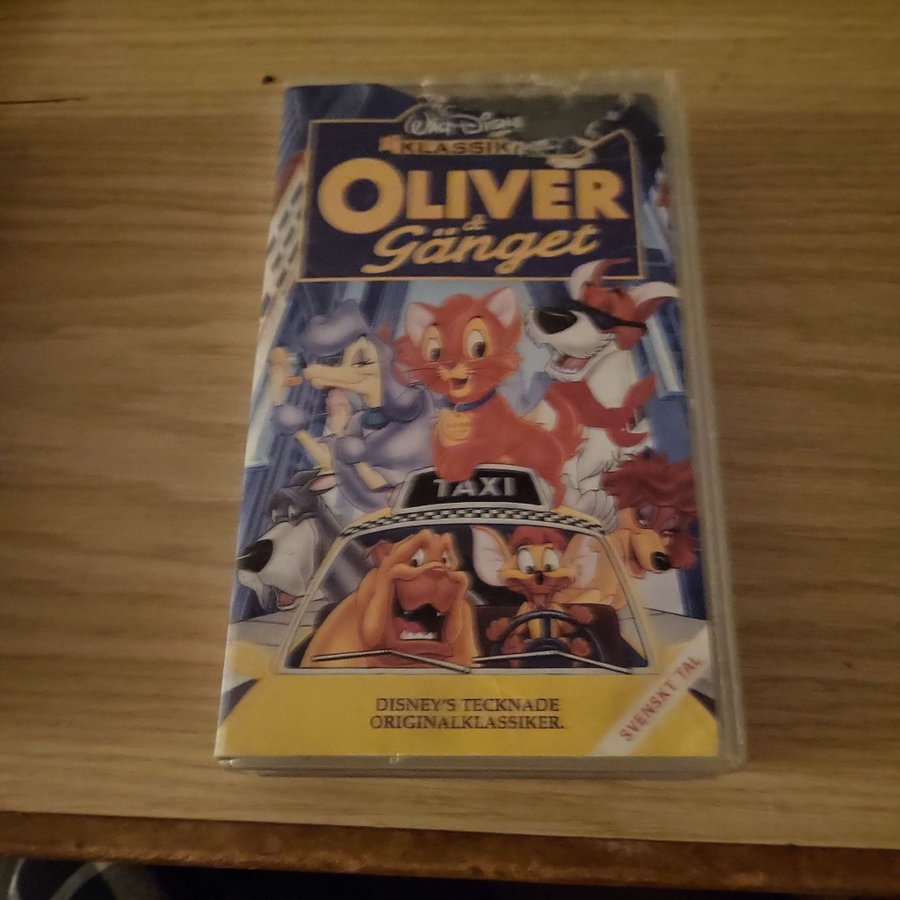 Walt Disney
KLASSIKER
OLIVER
&
Gänget
TAXI
DISNEY'S TECKNADE
ORIGINALKLASSIKER.
SVENSKT TAL